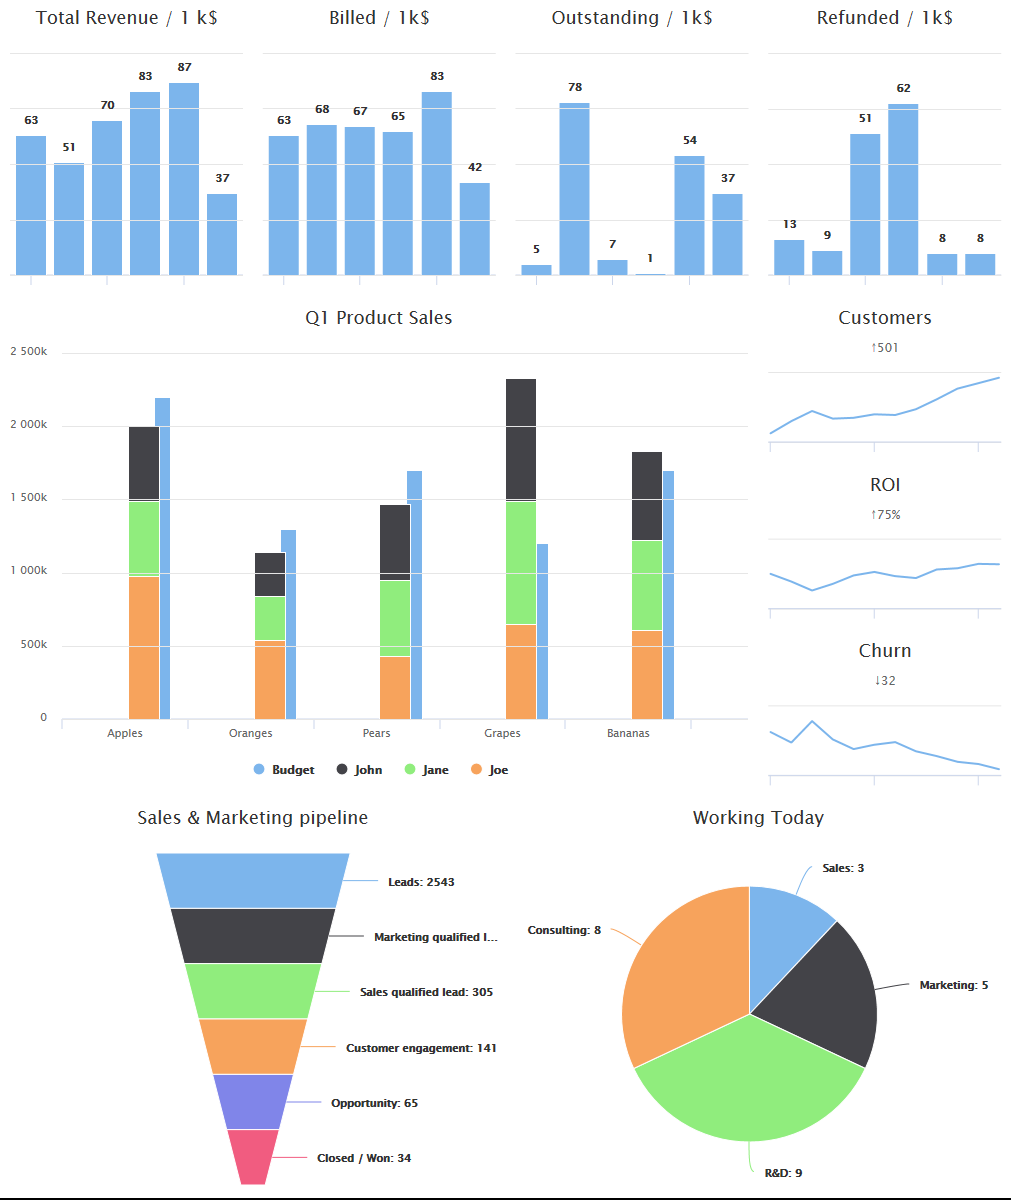 Total Revenue / 1 k$
63
51
70
83
87
37
Billed / 1k$
63
68
67
65
83
42
Outstanding / 1k$
5
78
7
1
54
37
Refunded / 1k$
13
9
51
62
8
8
Q1 Product Sales
2 500k
2 000k
1 500k
1 000k
500k
0
Apples
Oranges
Pears
Grapes
Bananas
Budget
John
Jane
Joe
Customers
↑501
ROI
↑75%
Churn
↓32
Sales & Marketing pipeline
Leads: 2543
Marketing qualified l...
Sales qualified lead: 305
Customer engagement: 141
Opportunity: 65
Closed / Won: 34
Working Today
Sales: 3
Consulting: 8
Marketing: 5
R&D: 9